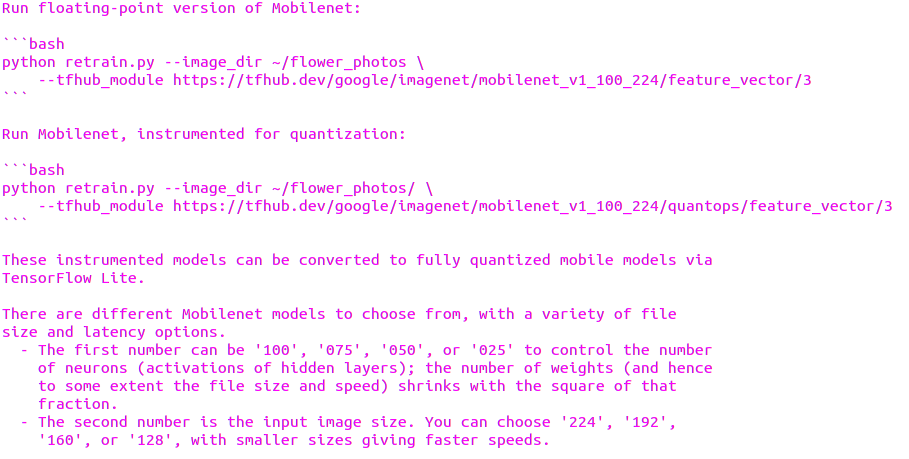 Run floating-point version of Mobilenet:

```bash
python retrain.py --image_dir ~/flower_photos \
    --tfhub_module https://tfhub.dev/google/imagenet/mobilenet_v1_100_224/feature_vector/3
```

Run Mobilenet, instrumented for quantization:

```bash
python retrain.py --image_dir ~/flower_photos/ \
    --tfhub_module https://tfhub.dev/google/imagenet/mobilenet_v1_100_224/quantops/feature_vector/3
```

These instrumented models can be converted to fully quantized mobile models via
TensorFlow Lite.

There are different Mobilenet models to choose from, with a variety of file
size and latency options.
  - The first number can be '100', '075', '050', or '025' to control the number
    of neurons (activations of hidden layers); the number of weights (and hence
    to some extent the file size and speed) shrinks with the square of that
    fraction.
  - The second number is the input image size. You can choose '224', '192',
    '160', or '128', with smaller sizes giving faster speeds.